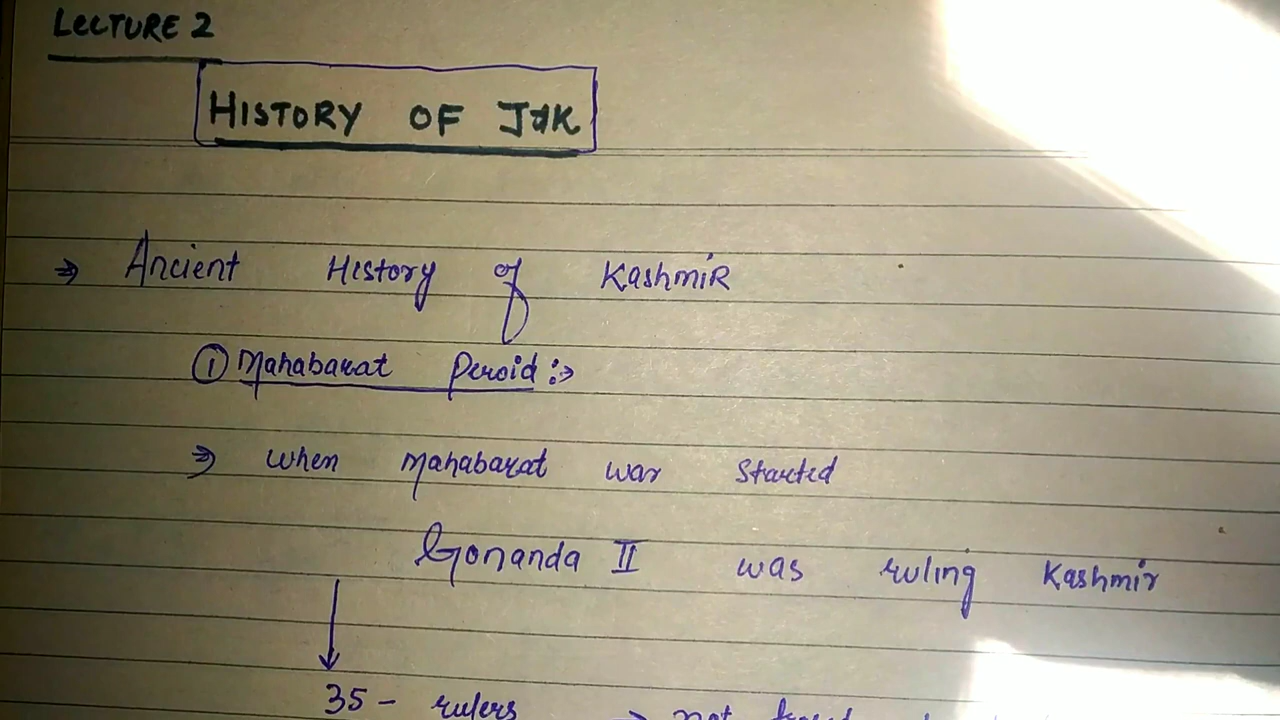 LECTURE 2
HISTORY OF J&K
⇒ Ancient History of Kashmir
① Mahabarat Peroid :→
⇒ when mahabarat war started
Gonanda II was ruling Kashmir
↓
35 - rulers → not